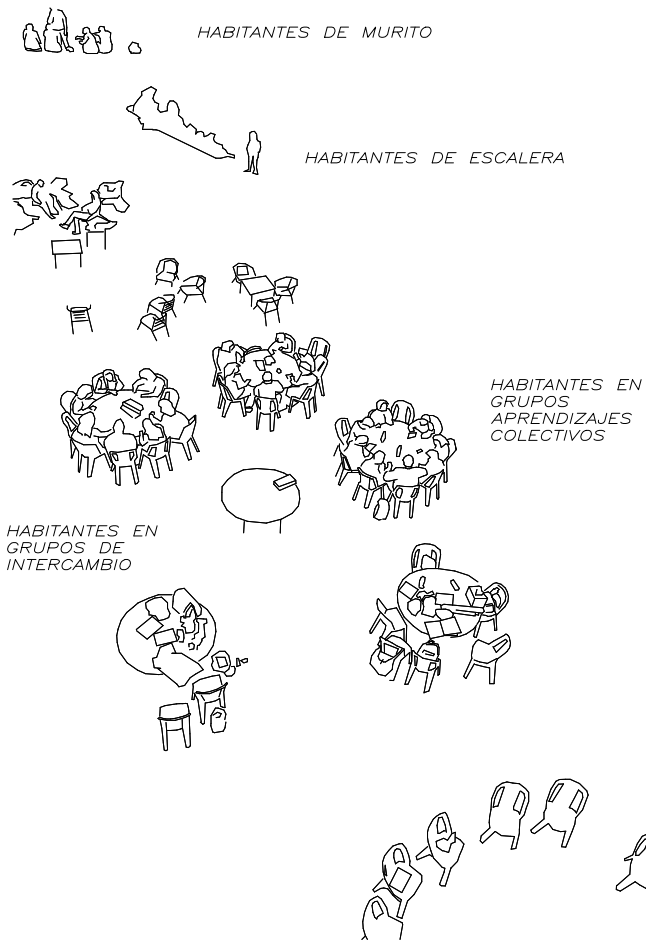 HABITANTES DE MURITO
HABITANTES DE ESCALERA
HABITANTES EN
GRUPOS
APRENDIZAJES
COLECTIVOS
HABITANTES EN
GRUPOS DE
INTERCAMBIO